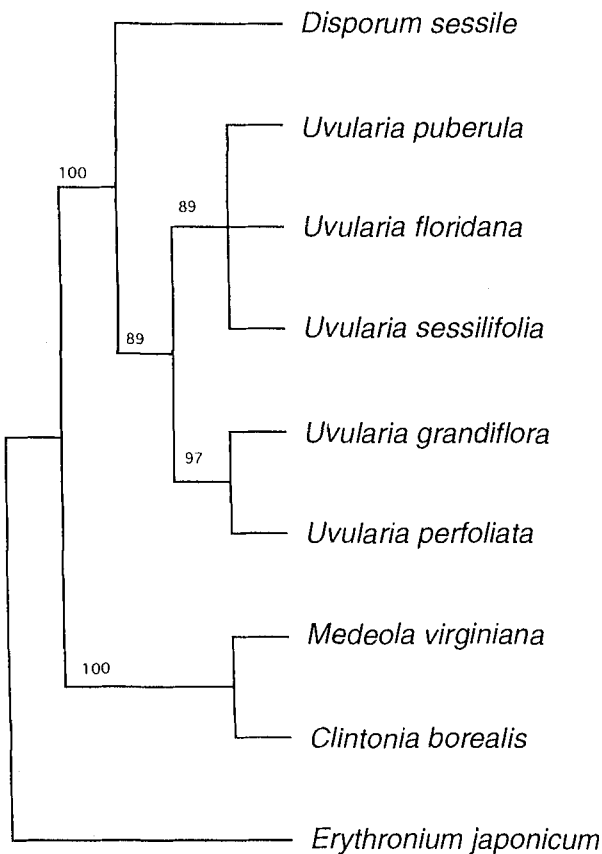 Disporum sessile
Uvularia puberula
100
89
Uvularia floridana
Uvularia sessilifolia
89
Uvularia grandiflora
97
Uvularia perfoliata
Medeola virginiana
100
Clintonia borealis
Erythronium japonicum